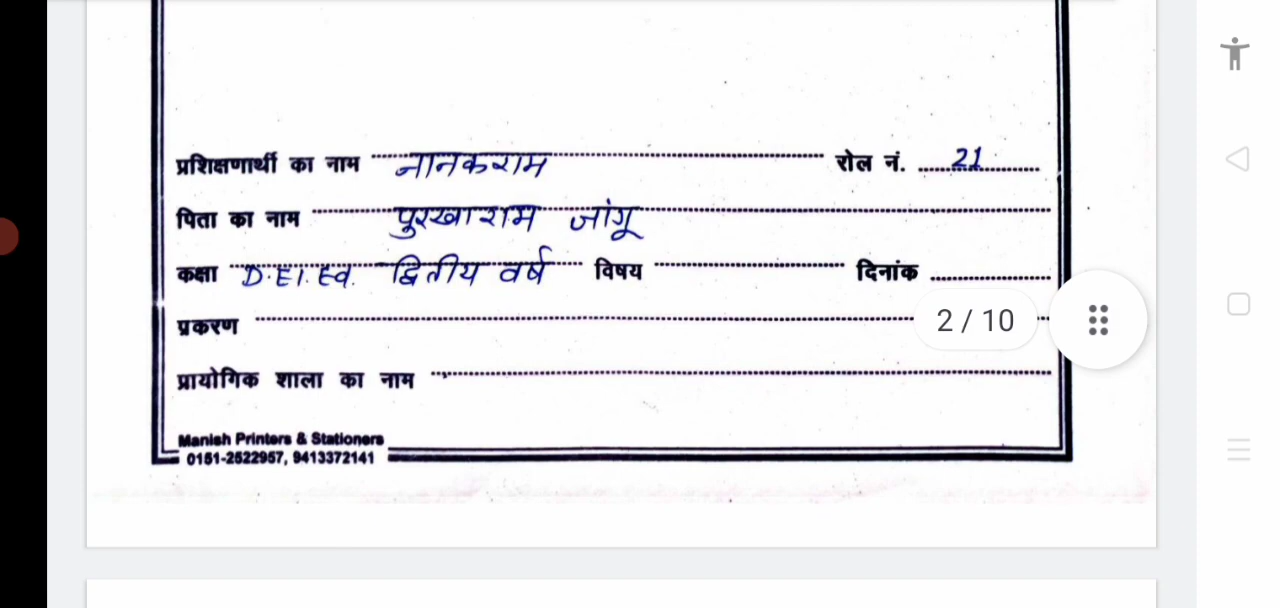 प्रशिक्षणार्थी का नाम नानकराम रोल नं. 21
पिता का नाम पुरखाराम जांगू
कक्षा D.El.Ed. द्वितीय वर्ष विषय दिनांक
प्रकरण
2 / 10
प्रायोगिक शाला का नाम
Manish Printers & Stationers
0151-2522957, 9413372141